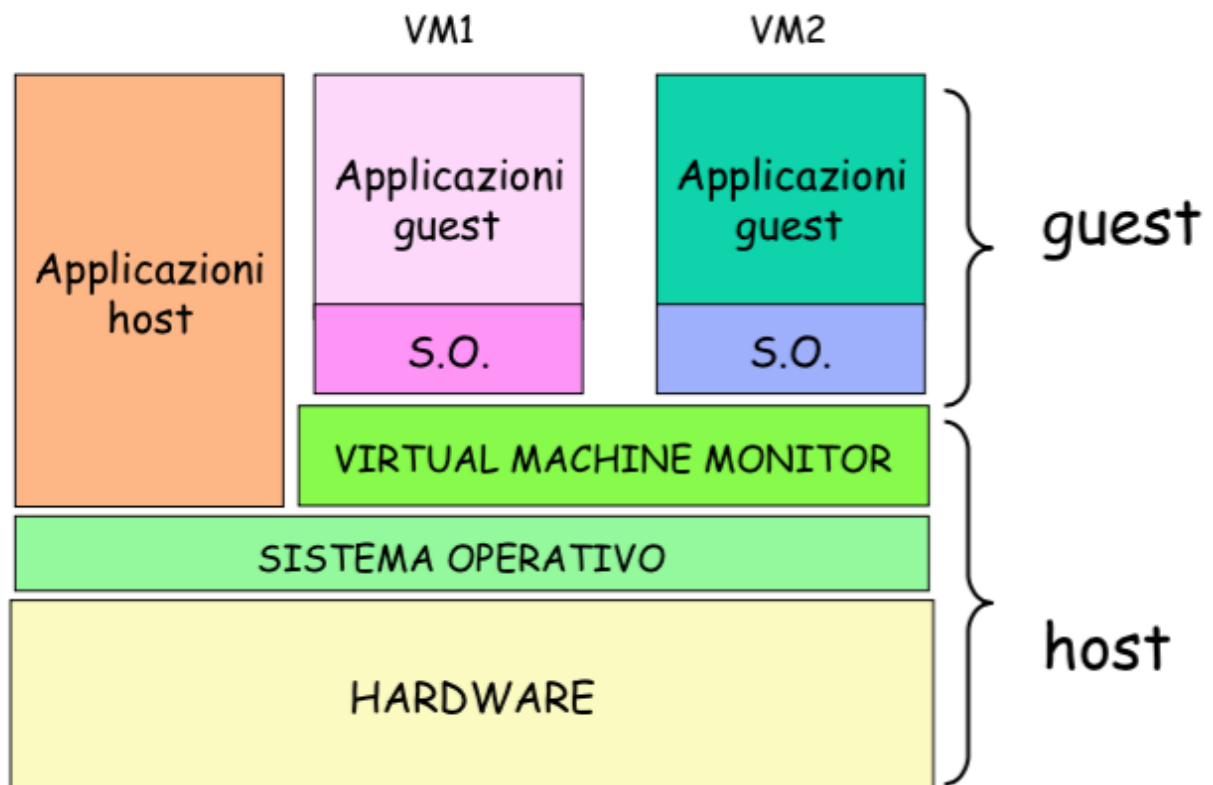 VM1
VM2
Applicazioni
host
Applicazioni
guest
S.O.
Applicazioni
guest
S.O.
guest
VIRTUAL MACHINE MONITOR
SISTEMA OPERATIVO
HARDWARE
host